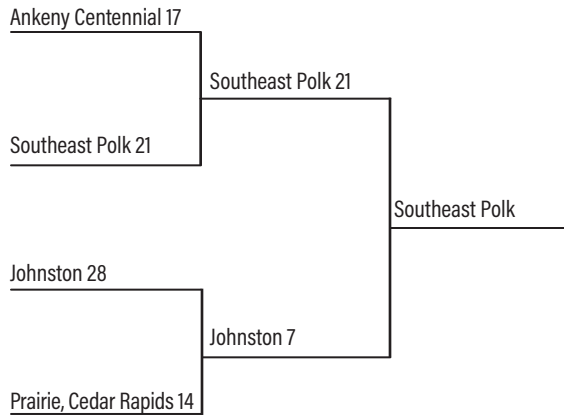 Ankeny Centennial 17
Southeast Polk 21
Southeast Polk 21
Southeast Polk
Johnston 28
Johnston 7
Prairie, Cedar Rapids 14